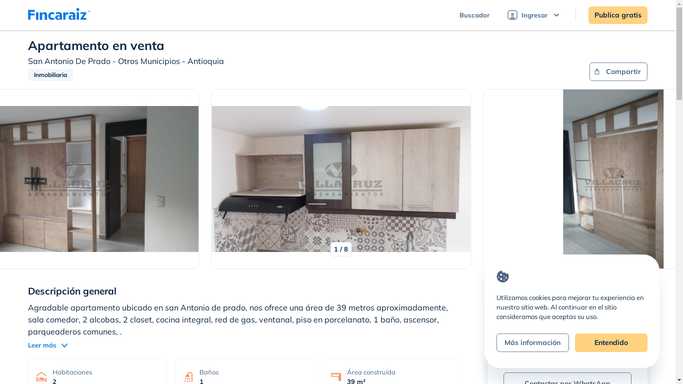 Fincaraiz
Buscador
Ingresar
Publica gratis
Apartamento en venta
San Antonio De Prado - Otros Municipios - Antioquia
Inmobiliaria
Compartir
VILLACRUZ
ARRENDAMIENTOS
1 / 8
Descripción general
Agradable apartamento ubicado en san Antonio de prado, nos ofrece una área de 39 metros aproximadamente,
sala comedor, 2 alcobas, 2 closet, cocina integral, red de gas, ventanal, piso en porcelanato, 1 baño, ascensor,
parqueaderos comunes, .
Leer más
Habitaciones
2
Baños
1
Área construida
39 m²
Utilizamos cookies para mejorar tu experiencia en
nuestro sitio web. Al continuar en el sitio
consideramos que aceptas su uso.
Más información
Entendido
Contactar por WhatsApp